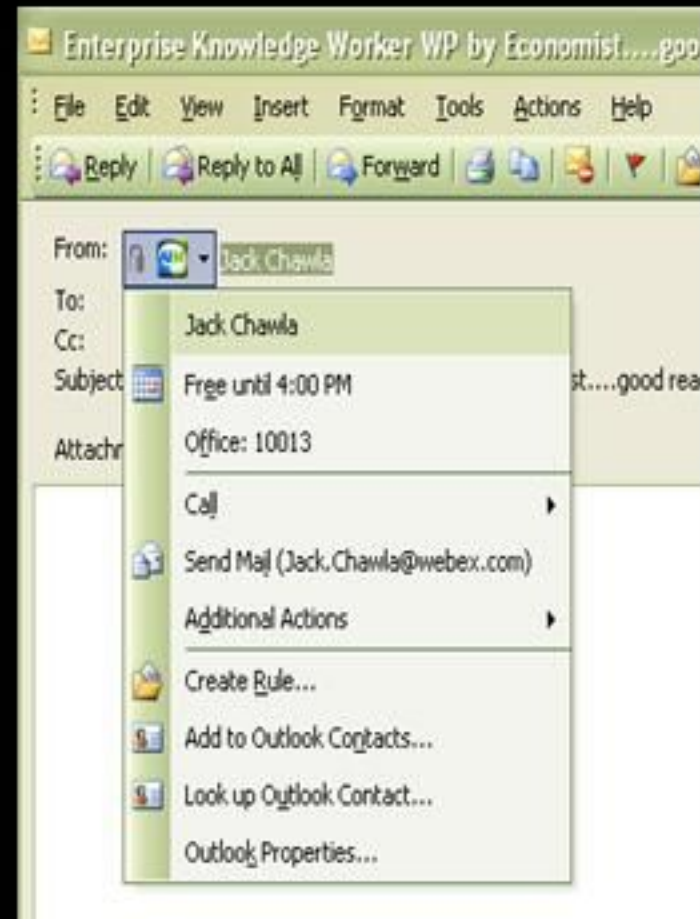 Enterprise Knowledge Worker WP by Economist....goo
File Edit View Insert Format Tools Actions Help
Reply Reply to All Forward
From: Jack Chawla
To:
Jack Chawla
Cc:
Subject st....good rea
Free until 4:00 PM
Attachm
Office: 10013
Call
Send Mail (Jack.Chawla@webex.com)
Additional Actions
Create Rule...
Add to Outlook Contacts...
Look up Outlook Contact...
Outlook Properties...